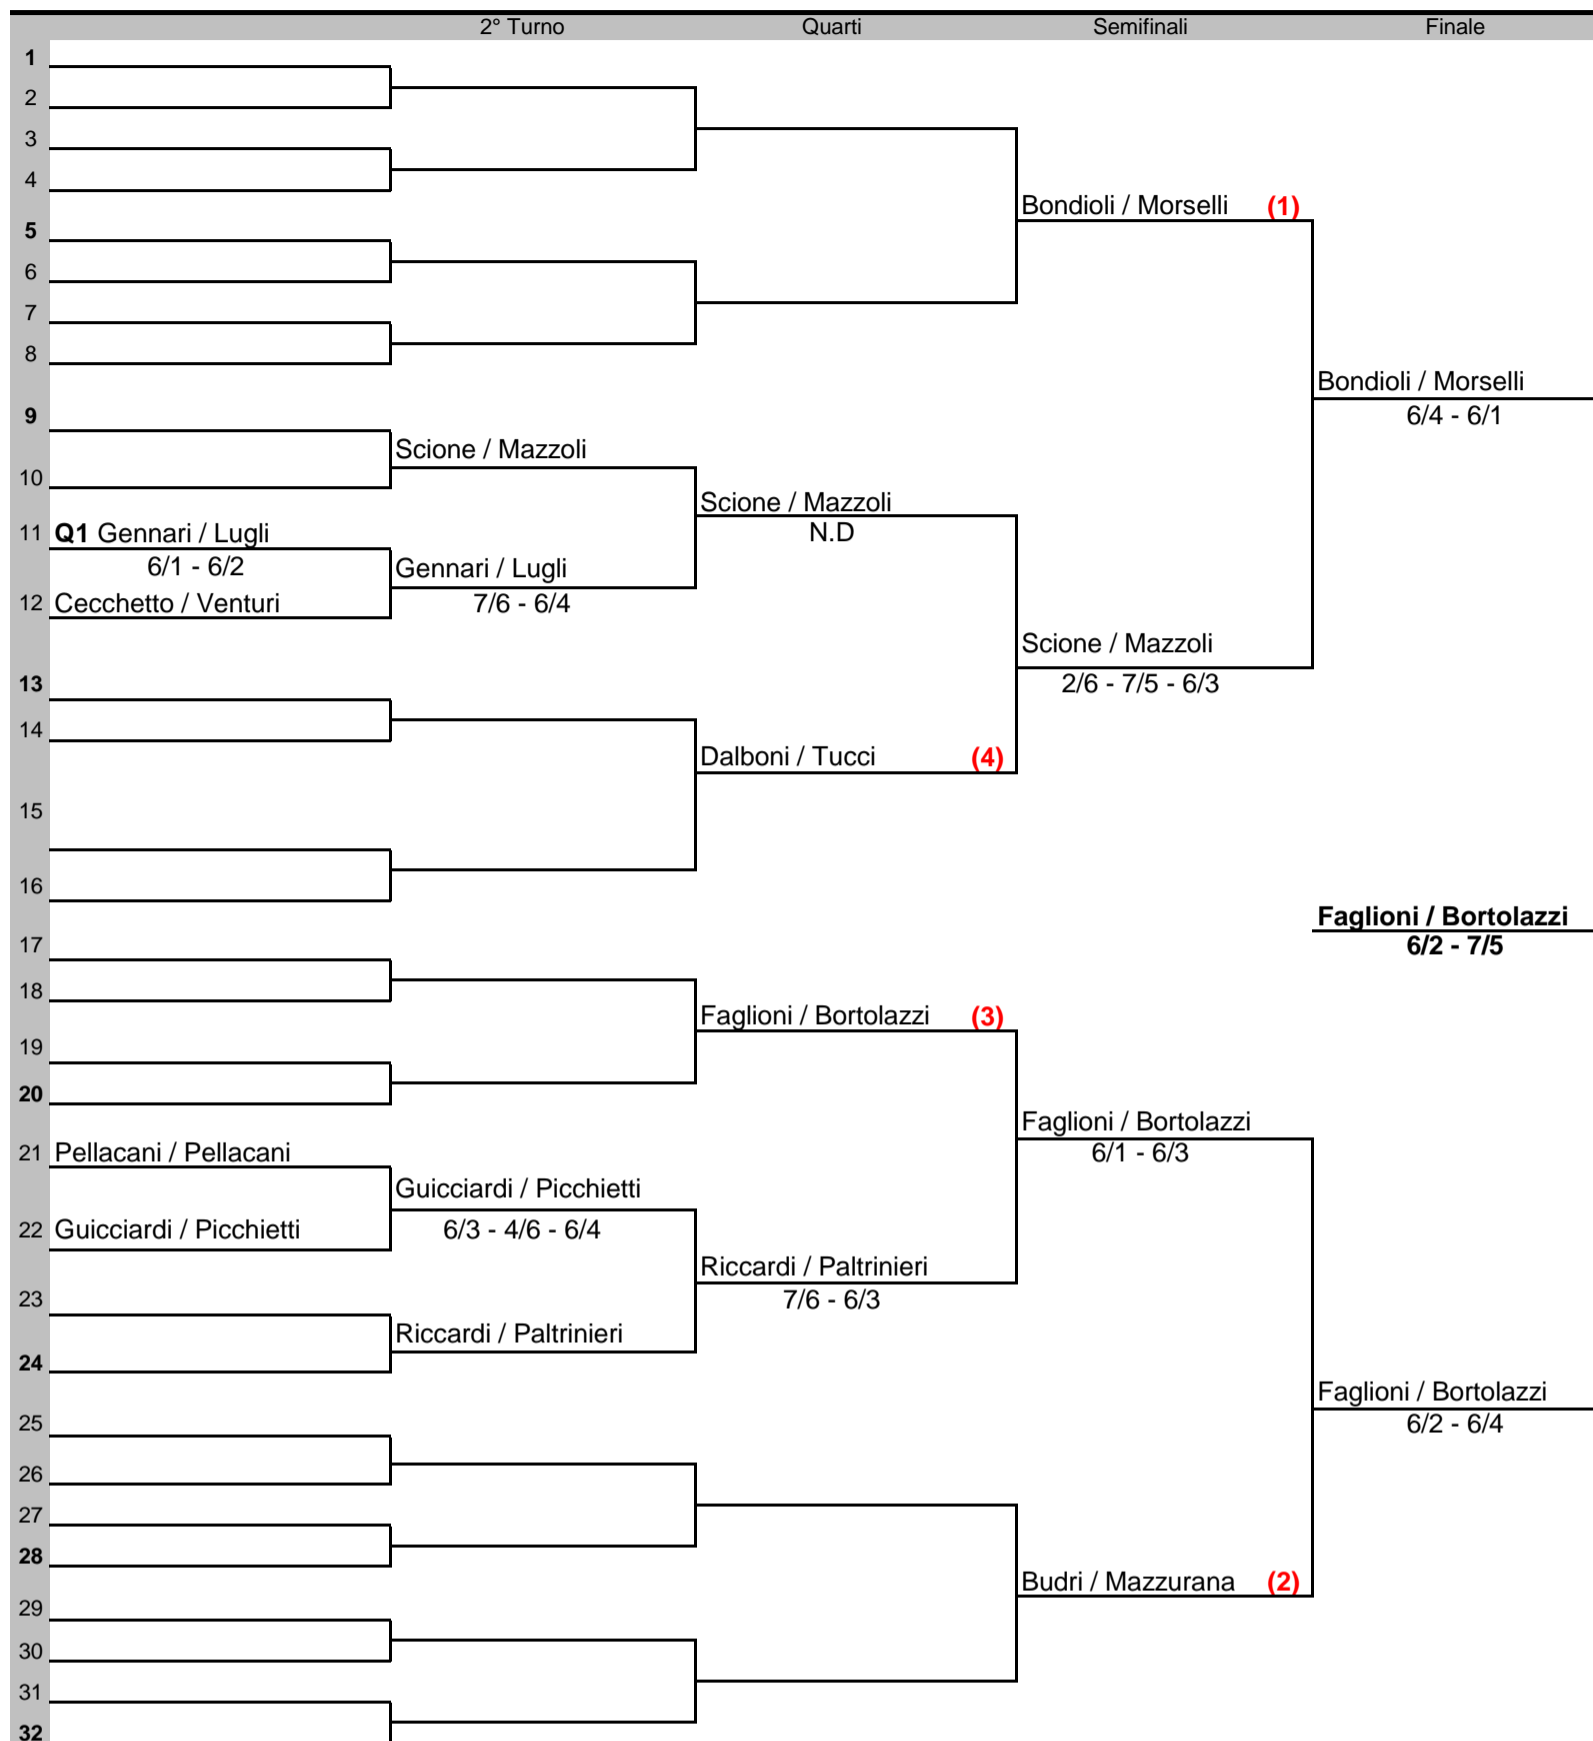 2° Turno Quarti Semifinali Finale
1
2
3
4
Bondioli / Morselli (1)
5
6
7
8
Bondioli / Morselli
9
6/4 - 6/1
Scione / Mazzoli
10
Scione / Mazzoli
11 Q1 Gennari / Lugli N.D
6/1 - 6/2 Gennari / Lugli
12 Cecchetto / Venturi 7/6 - 6/4
Scione / Mazzoli
13 2/6 - 7/5 - 6/3
14
Dalboni / Tucci (4)
15
16
Faglioni / Bortolazzi
17 6/2 - 7/5
18
Faglioni / Bortolazzi (3)
19
20
Faglioni / Bortolazzi
21 Pellacani / Pellacani 6/1 - 6/3
Guicciardi / Picchietti
22 Guicciardi / Picchietti 6/3 - 4/6 - 6/4
Riccardi / Paltrinieri
23 7/6 - 6/3
Riccardi / Paltrinieri
24
Faglioni / Bortolazzi
25 6/2 - 6/4
26
27
28
Budri / Mazzurana (2)
29
30
31
32